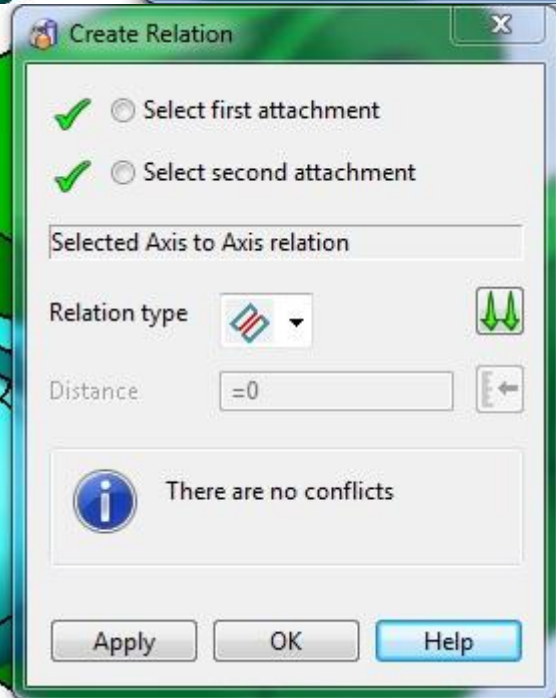 Create Relation
Select first attachment
Select second attachment
Selected Axis to Axis relation
Relation type
Distance
=0
There are no conflicts
Apply
OK
Help